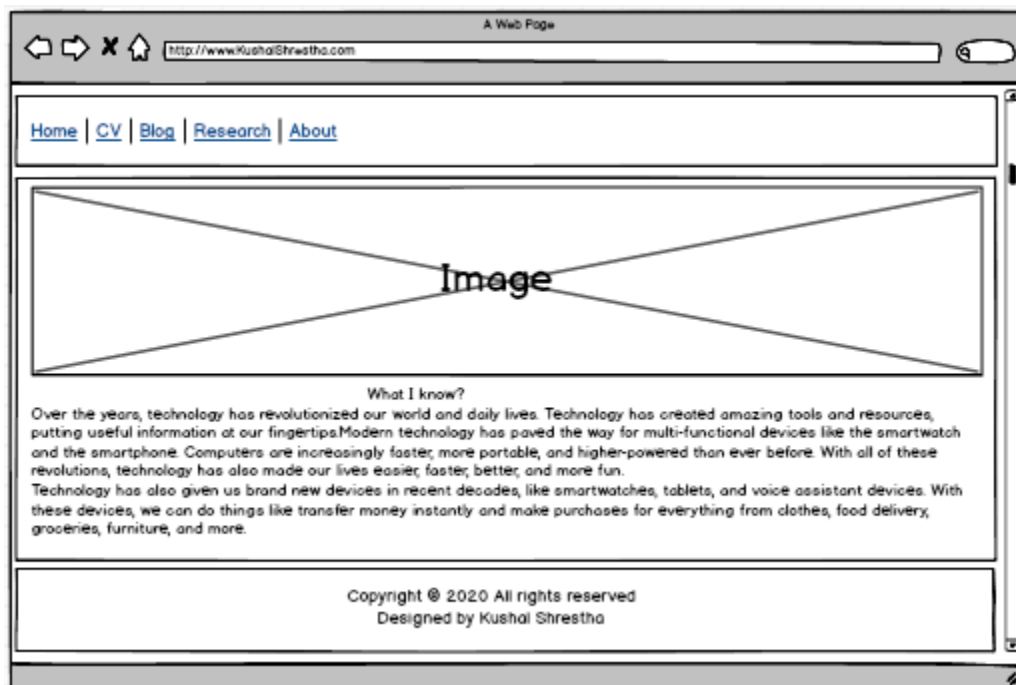 A Web Page
http://www.KushalShrestha.com
Home | CV | Blog | Research | About
Image
What I know?
Over the years, technology has revolutionized our world and daily lives. Technology has created amazing tools and resources,
putting useful information at our fingertips.Modern technology has paved the way for multi-functional devices like the smartwatch
and the smartphone. Computers are increasingly faster, more portable, and higher-powered than ever before. With all of these
revolutions, technology has also made our lives easier, faster, better, and more fun.
Technology has also given us brand new devices in recent decades, like smartwatches, tablets, and voice assistant devices. With
these devices, we can do things like transfer money instantly and make purchases for everything from clothes, food delivery,
groceries, furniture, and more.
Copyright © 2020 All rights reserved
Designed by Kushal Shrestha